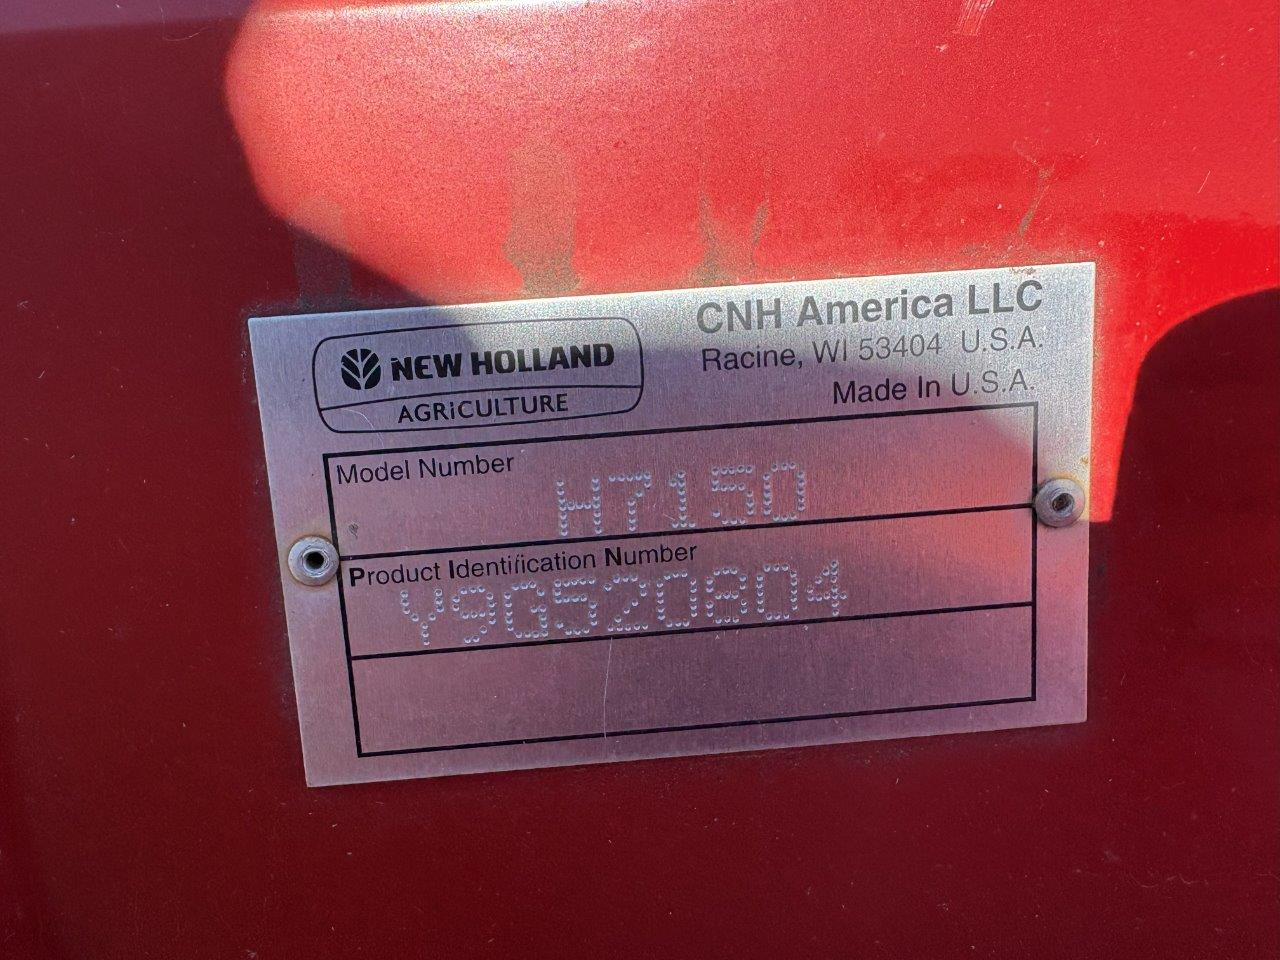 NEW HOLLAND
AGRICULTURE
CNH America LLC
Racine, WI 53404 U.S.A.
Made In U.S.A.
Model Number
H7150
Product Identification Number
Y9G520804